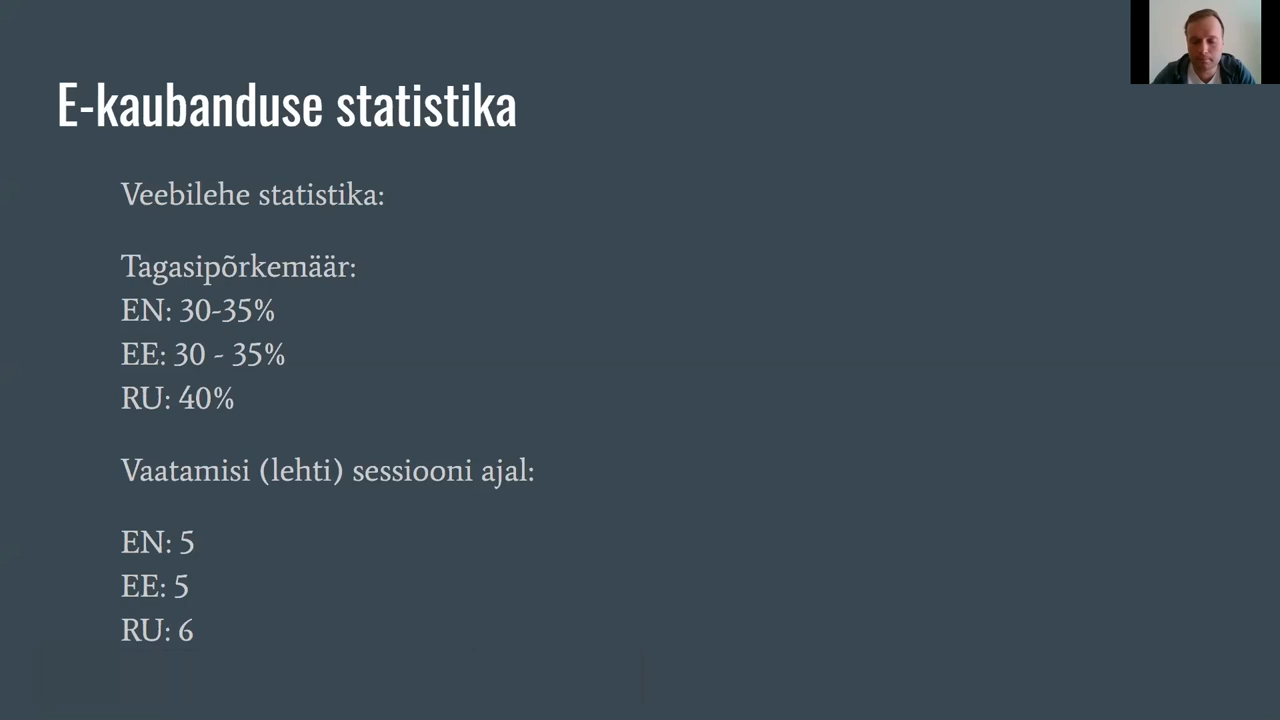 E-kaubanduse statistika
Veebilehe statistika:
Tagasipõrkemäär:
EN: 30-35%
EE: 30 - 35%
RU: 40%
Vaatamisi (lehti) sessiooni ajal:
EN: 5
EE: 5
RU: 6